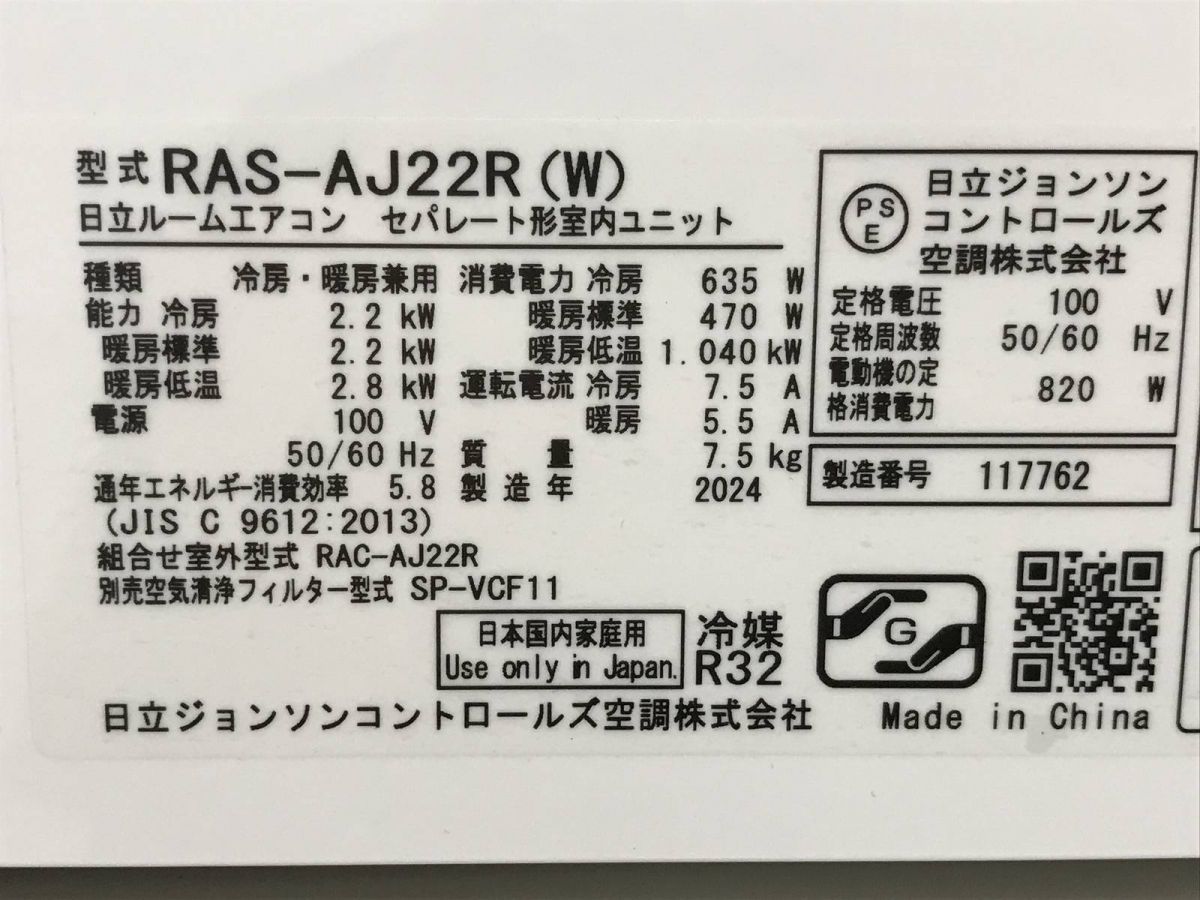 型式 RAS-AJ22R(W)
日立ルームエアコン セパレート形室内ユニット
種類 冷房・暖房兼用 消費電力 冷房 635 W
能力 冷房 2.2 kW 暖房標準 470 W
暖房標準 2.2 kW 暖房低温 1.040 kW
暖房低温 2.8 kW 運転電流 冷房 7.5 A
電源 100 V 暖房 5.5 A
50/60 Hz 質量 7.5 kg
通年エネルギー消費効率 5.8 製造年 2024
(JIS C 9612:2013)
組合せ室外型式 RAC-AJ22R
別売空気清浄フィルター型式 SP-VCF11
日本国内家庭用
Use only in Japan.
冷媒
R32
日立ジョンソンコントロールズ空調株式会社
PS
E
日立ジョンソン
コントロールズ
空調株式会社
定格電圧 100 V
定格周波数 50/60 Hz
電動機の定
格消費電力 820 W
製造番号 117762
G
Made in China